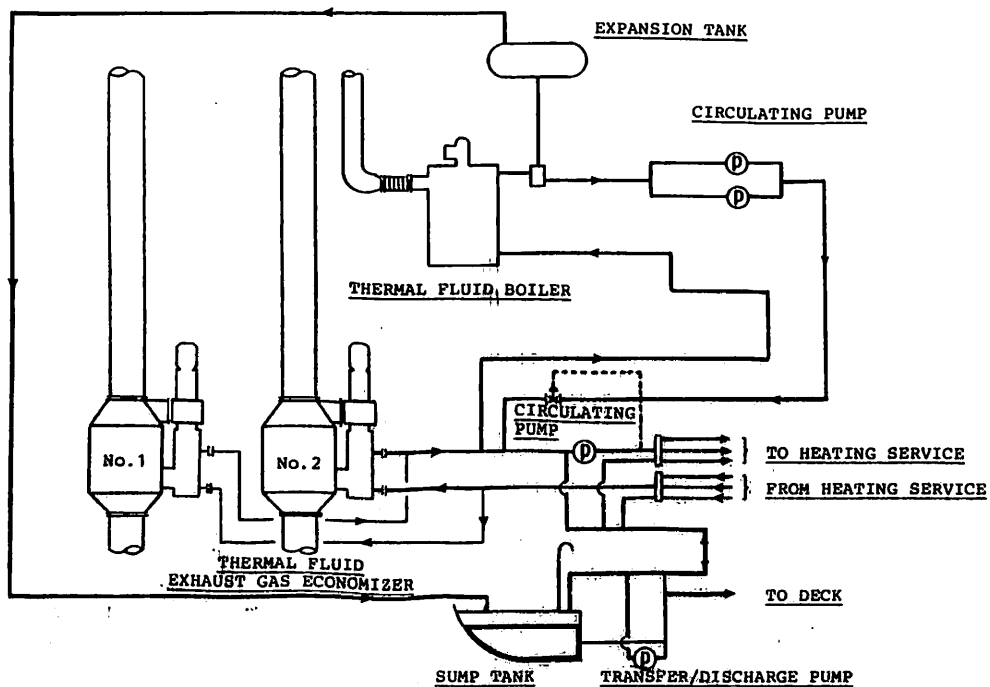 EXPANSION TANK
CIRCULATING PUMP
P
P
THERMAL FLUID BOILER
CIRCULATING
PUMP
P
No.1
No.2
TO HEATING SERVICE
FROM HEATING SERVICE
THERMAL FLUID
EXHAUST GAS ECONOMIZER
TO DECK
P
SUMP TANK
TRANSFER/DISCHARGE PUMP